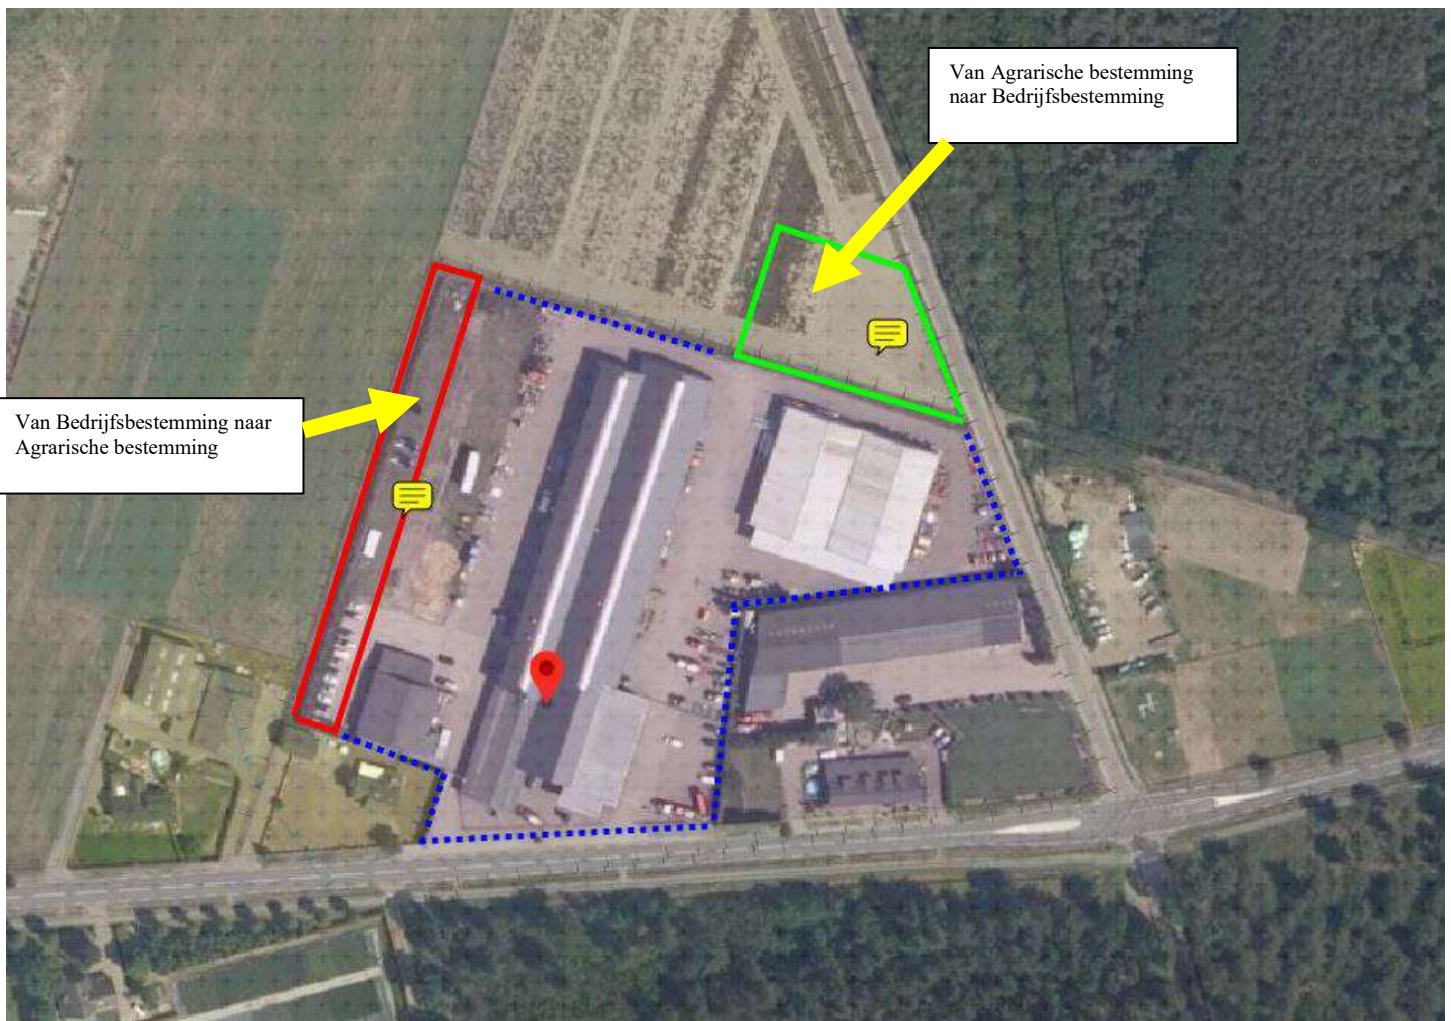 Van Agrarische bestemming
naar Bedrijfsbestemming
Van Bedrijfsbestemming naar
Agrarische bestemming